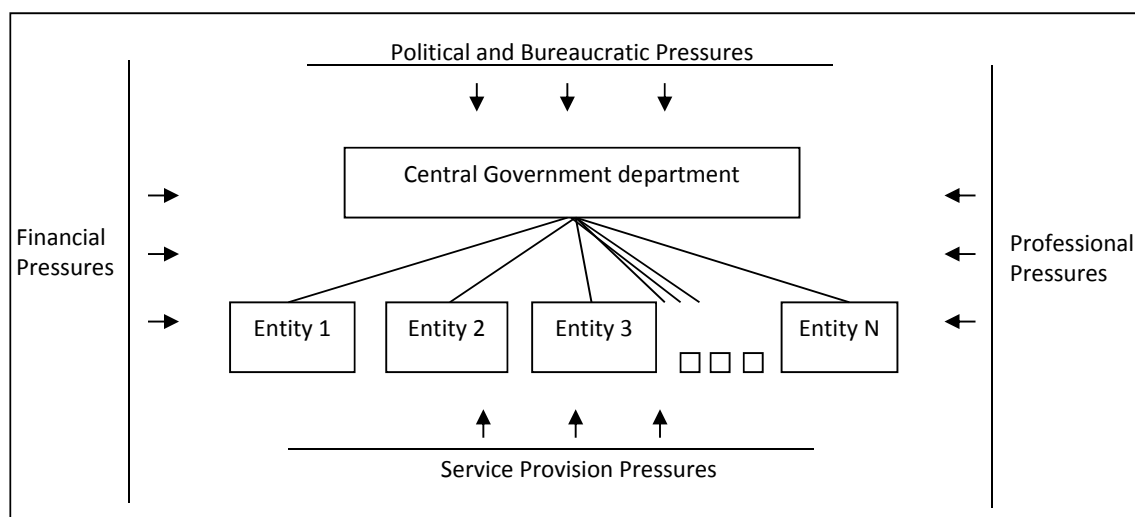 Political and Bureaucratic Pressures
Central Government department
Financial
Pressures
Professional
Pressures
Entity 1
Entity 2
Entity 3
Entity N
Service Provision Pressures